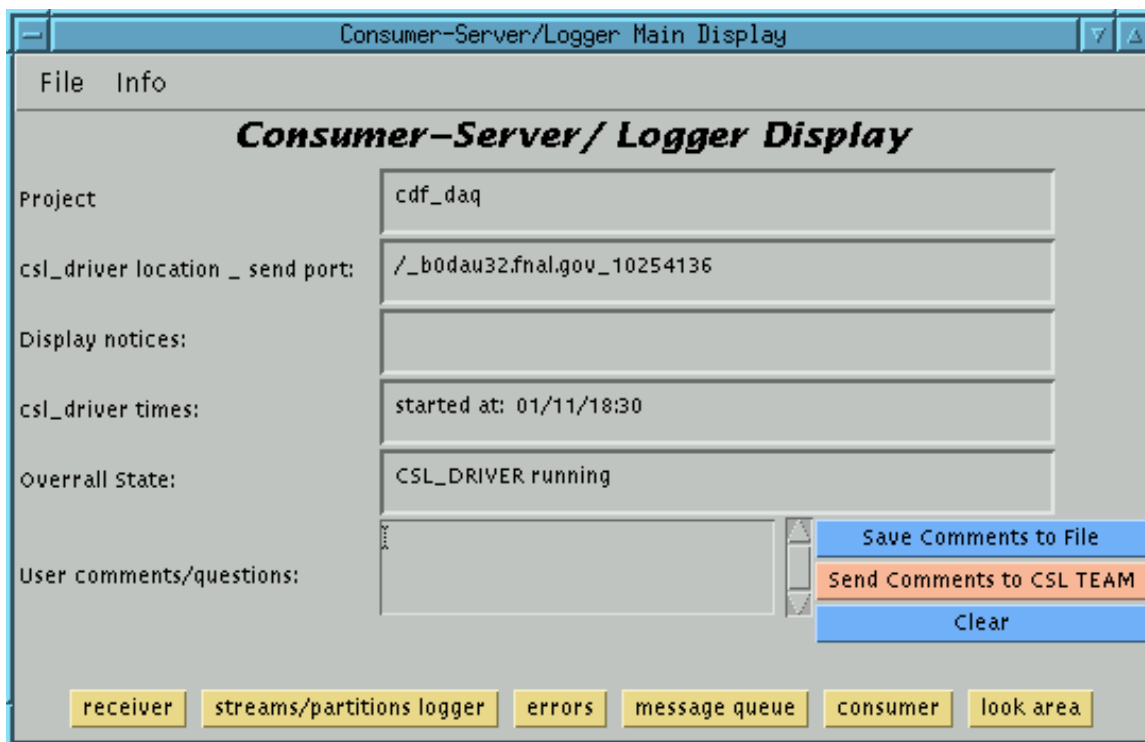 Consumer-Server/Logger Main Display
File Info
Consumer-Server/ Logger Display
Project cdf_daq
csl_driver location _ send port: /_b0dau32.fnal.gov_10254136
Display notices:
csl_driver times: started at: 01/11/18:30
Overrall State: CSL_DRIVER running
User comments/questions:
Save Comments to File
Send Comments to CSL TEAM
Clear
receiver streams/partitions logger errors message queue consumer look area